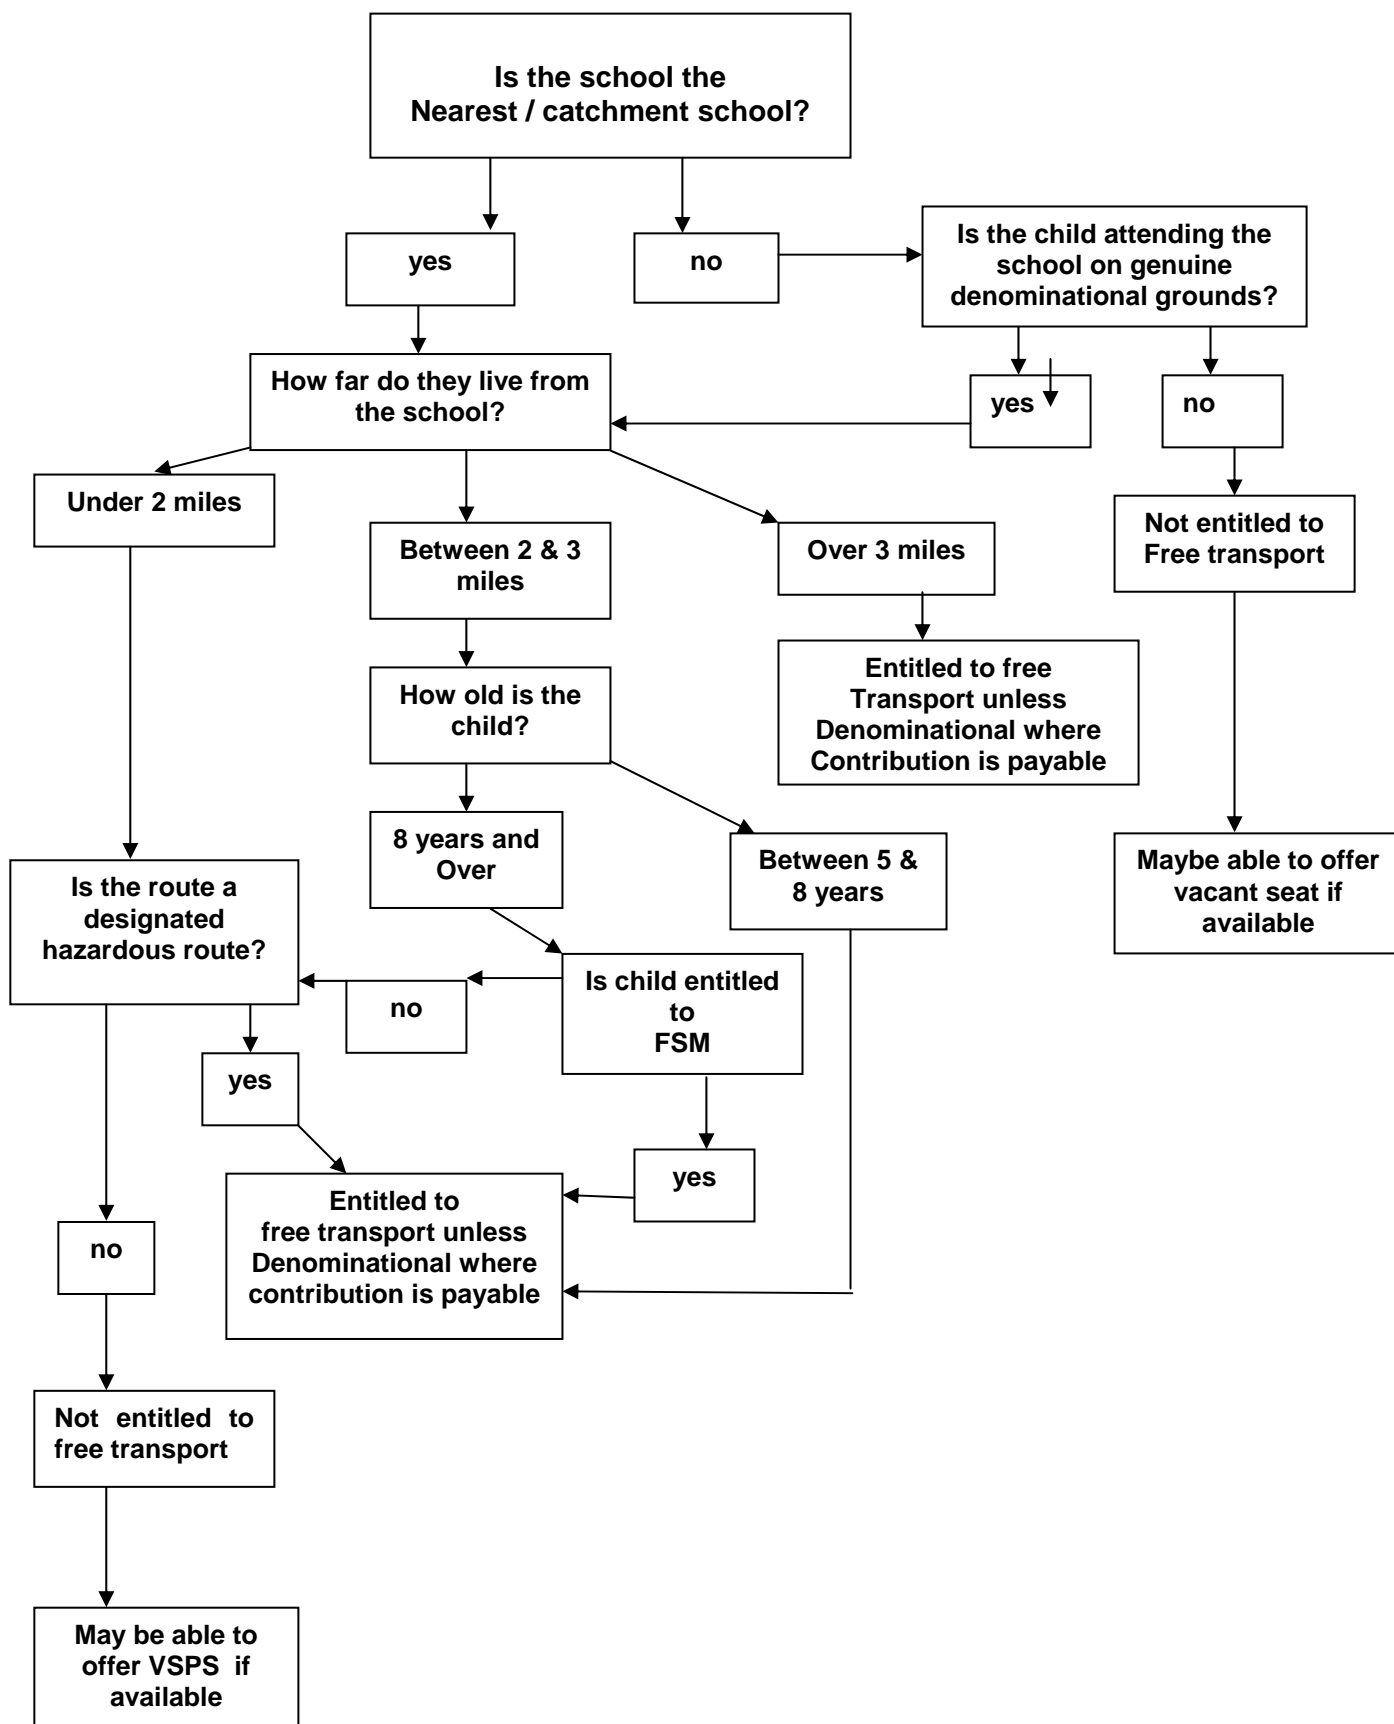 Is the school the
Nearest / catchment school?
yes
no
Is the child attending the
school on genuine
denominational grounds?
How far do they live from
the school?
yes
no
Under 2 miles
Between 2 & 3
miles
Over 3 miles
Not entitled to
Free transport
How old is the
child?
Entitled to free
Transport unless
Denominational where
Contribution is payable
8 years and
Over
Between 5 &
8 years
Maybe able to offer
vacant seat if
available
Is the route a
designated
hazardous route?
no
Is child entitled
to
FSM
yes
yes
Entitled to
free transport unless
Denominational where
contribution is payable
no
Not entitled to
free transport
May be able to
offer VSPS if
available